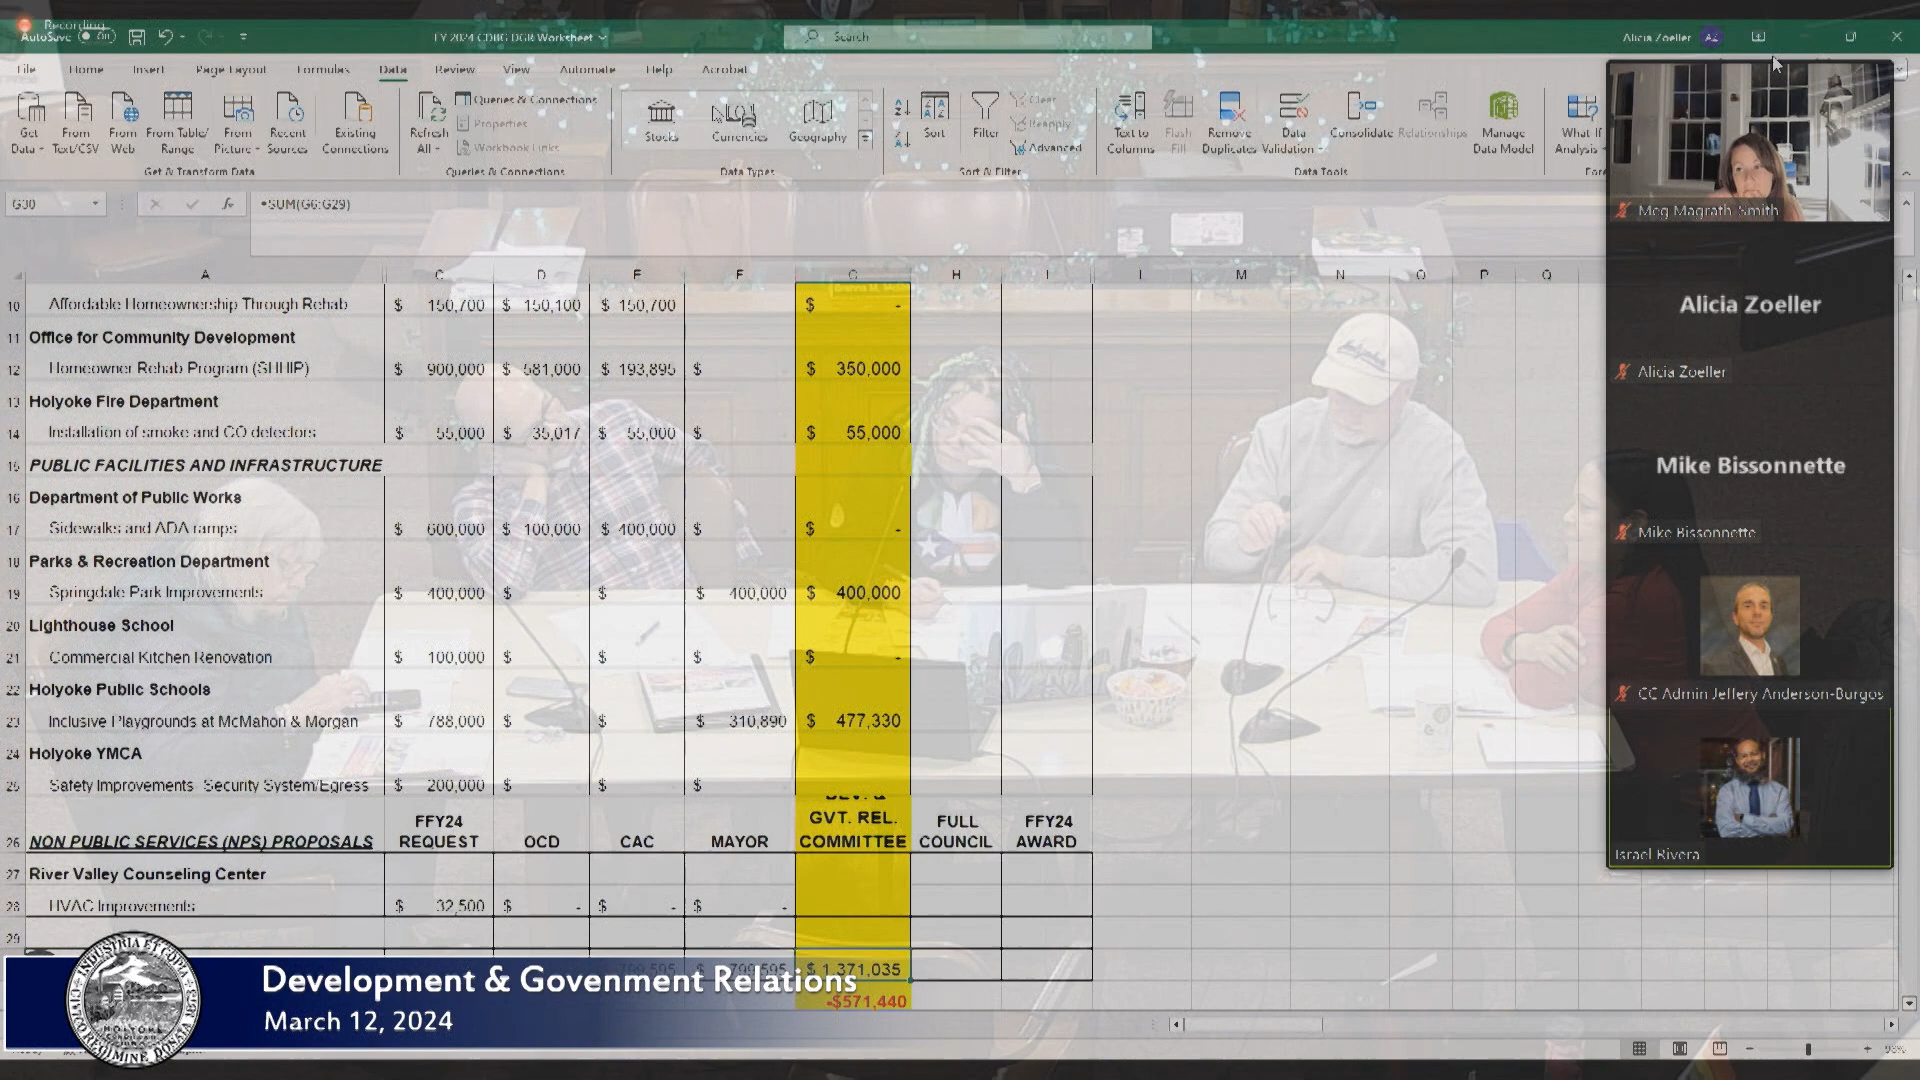 Recording
AutoSave Off FY 2024 CDBG DGR Worksheet Search Alicia Zoeller AZ
File Home Insert Page Layout Formulas Data Review View Automate Help Acrobat
Get Data From Text/CSV From Web From Table/Range From Picture Recent Sources Existing Connections
Get & Transform Data
Refresh All Queries & Connections Properties Workbook Links
Queries & Connections
Stocks Currencies Geography
Data Types
Sort Filter Clear Reapply Advanced
Sort & Filter
Text to Columns Flash Fill Remove Duplicates Data Validation Consolidate Relationships Manage Data Model
Data Tools
What-If Analysis
G30 fx =SUM(G6:G29)
A C D E F G H I L M N O P Q
10 Affordable Homeownership Through Rehab $ 150,700 $ 150,100 $ 150,700 $ -
11 Office for Community Development
12 Homeowner Rehab Program (SHHIP) $ 900,000 $ 581,000 $ 193,895 $ $ 350,000
13 Holyoke Fire Department
14 Installation of smoke and CO detectors $ 55,000 $ 35,017 $ 55,000 $ $ 55,000
15 PUBLIC FACILITIES AND INFRASTRUCTURE
16 Department of Public Works
17 Sidewalks and ADA ramps $ 600,000 $ 100,000 $ 400,000 $ $ -
18 Parks & Recreation Department
19 Springdale Park Improvements $ 400,000 $ $ $ 400,000 $ 400,000
20 Lighthouse School
21 Commercial Kitchen Renovation $ 100,000 $ $ $ $ -
22 Holyoke Public Schools
23 Inclusive Playgrounds at McMahon & Morgan $ 788,000 $ $ $ 310,890 $ 477,330
24 Holyoke YMCA
25 Safety Improvements Security System/Egress $ 200,000 $ $ $
26 NON PUBLIC SERVICES (NPS) PROPOSALS FFY24 REQUEST OCD CAC MAYOR DEV. & GVT. REL. COMMITTEE FULL COUNCIL FFY24 AWARD
27 River Valley Counseling Center
28 HVAC Improvements $ 32,500 $ - $ - $ -
29
799,595 $ 799,595 $ 1,371,035
-$571,440
Meg Magrath-Smith
Alicia Zoeller
Alicia Zoeller
Mike Bissonnette
Mike Bissonnette
CC Admin Jeffery Anderson-Burgos
Israel Rivera
Development & Govenment Relations
March 12, 2024